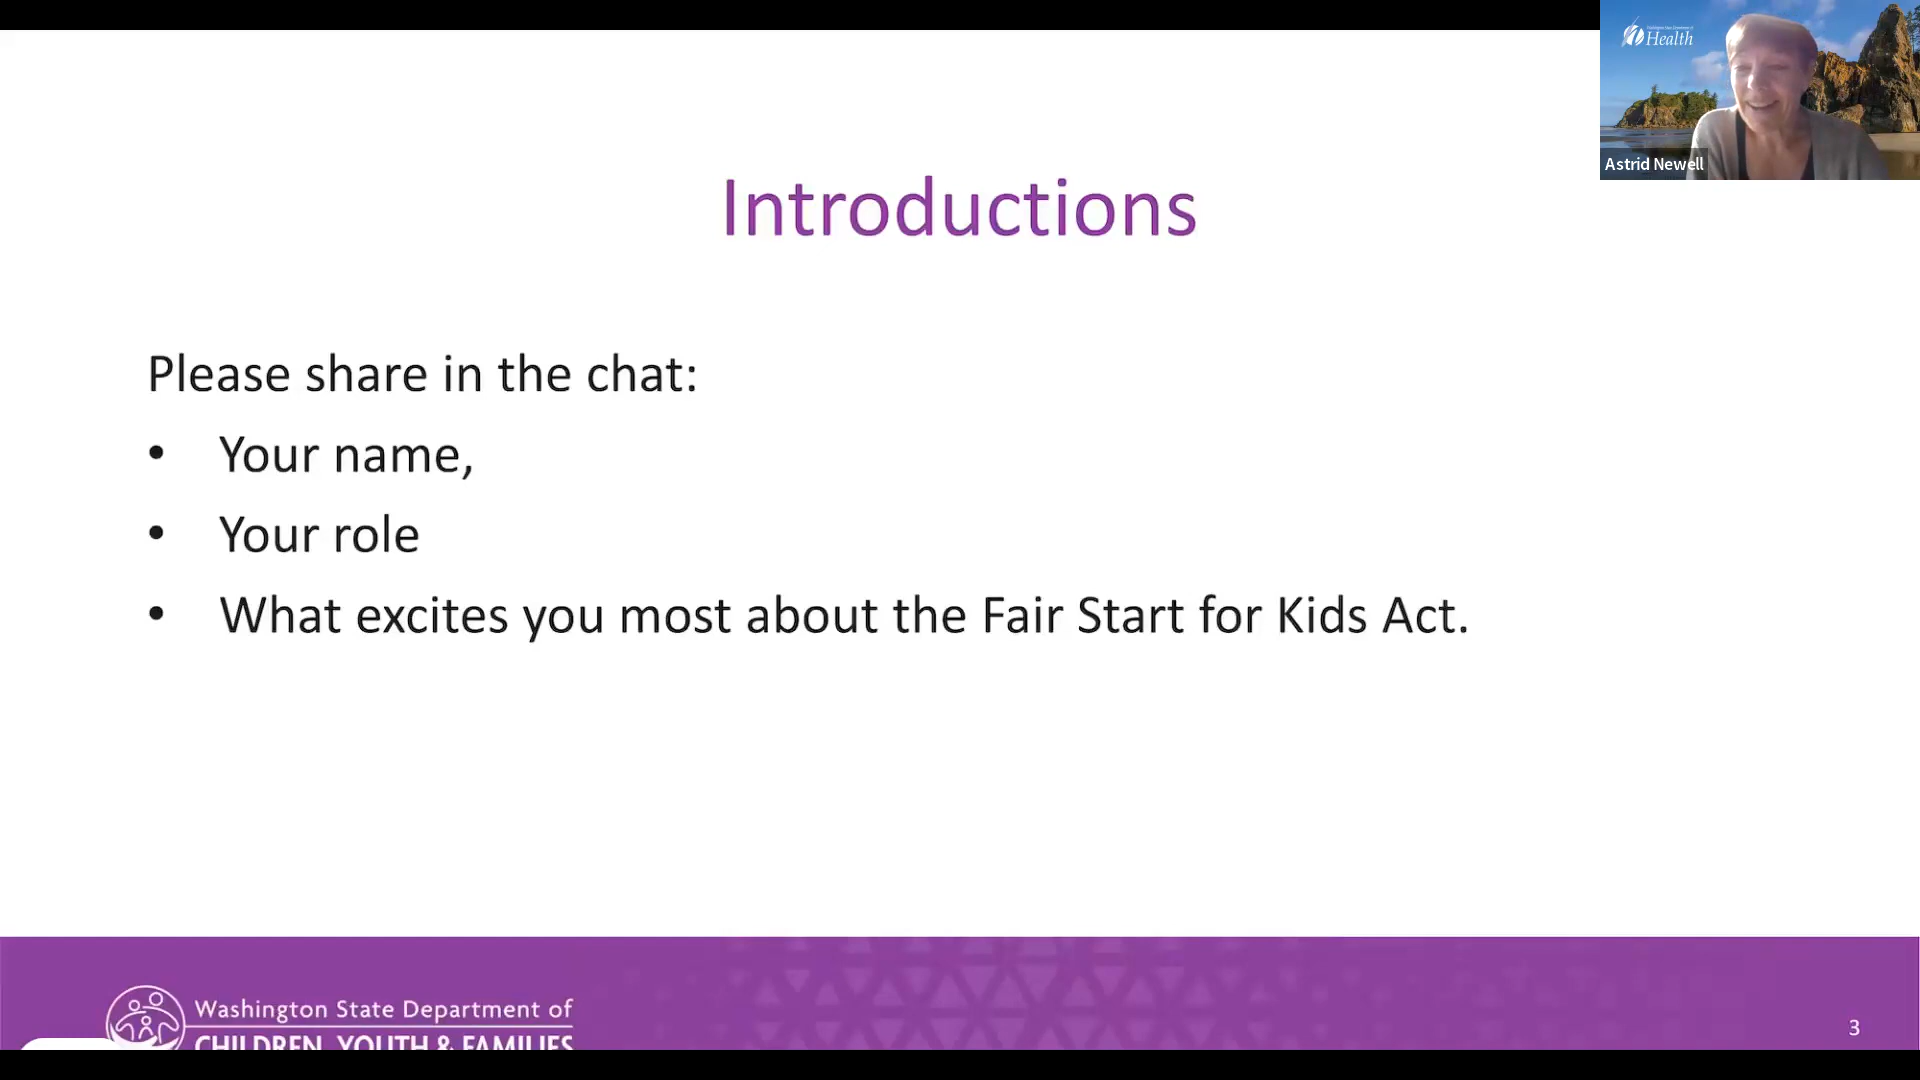 Health
Astrid Newell
Introductions
Please share in the chat:
• Your name,
• Your role
• What excites you most about the Fair Start for Kids Act.
Washington State Department of
CHILDREN, YOUTH & FAMILIES
3